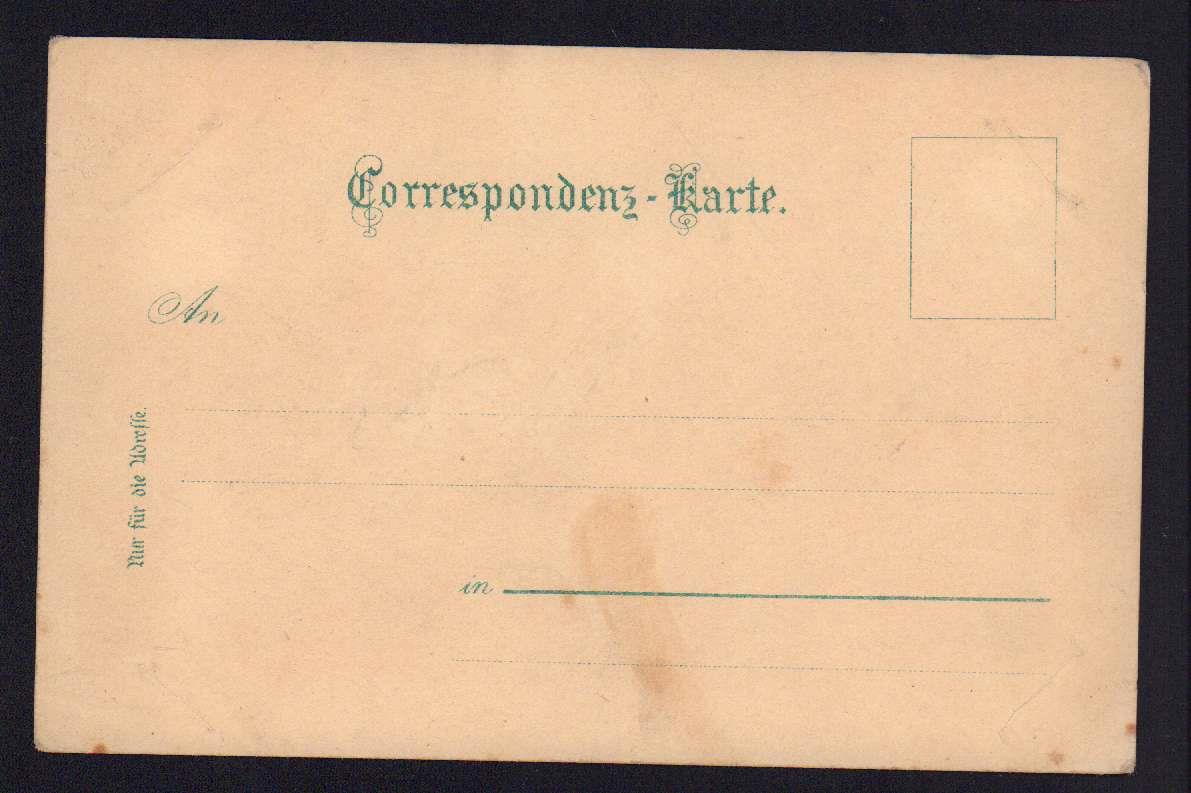 Correspondenz-Karte.
An
Nur für die Adresse.
in